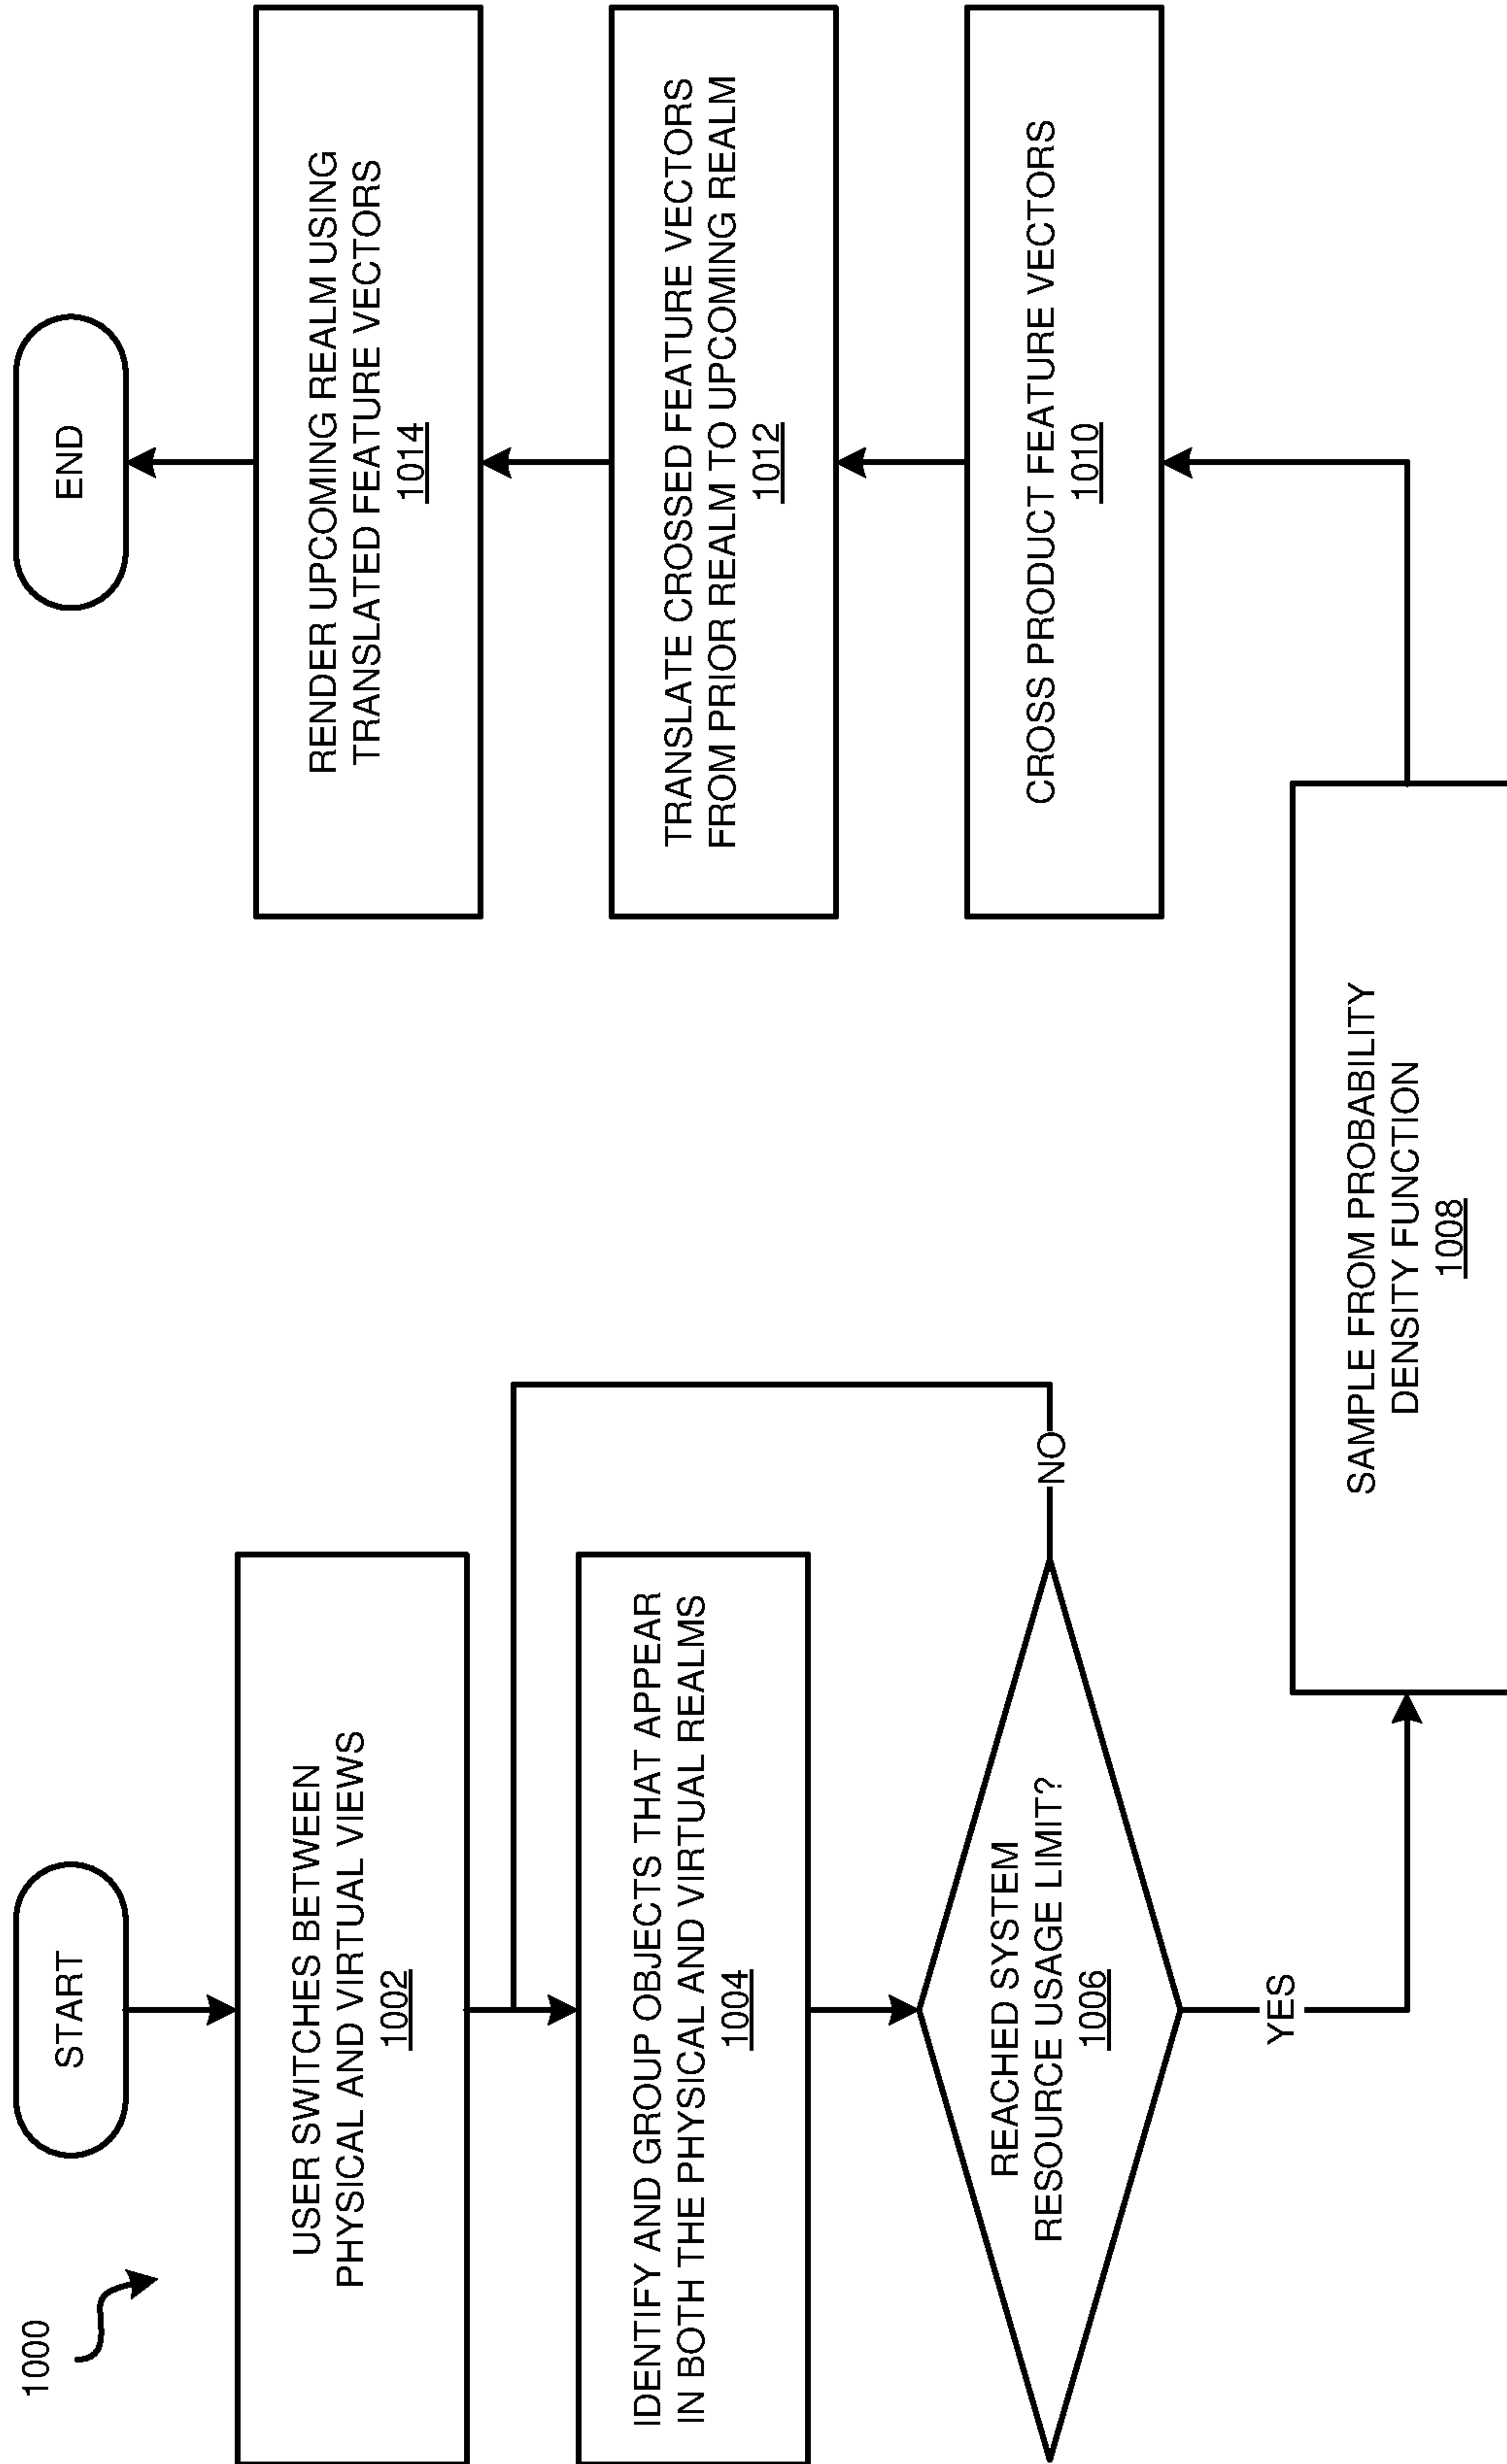 1000
START
USER SWITCHES BETWEEN
PHYSICAL AND VIRTUAL VIEWS
1002
IDENTIFY AND GROUP OBJECTS THAT APPEAR
IN BOTH THE PHYSICAL AND VIRTUAL REALMS
1004
REACHED SYSTEM
RESOURCE USAGE LIMIT?
1006
NO
YES
SAMPLE FROM PROBABILITY
DENSITY FUNCTION
1008
CROSS PRODUCT FEATURE VECTORS
1010
TRANSLATE CROSSED FEATURE VECTORS
FROM PRIOR REALM TO UPCOMING REALM
1012
RENDER UPCOMING REALM USING
TRANSLATED FEATURE VECTORS
1014
END